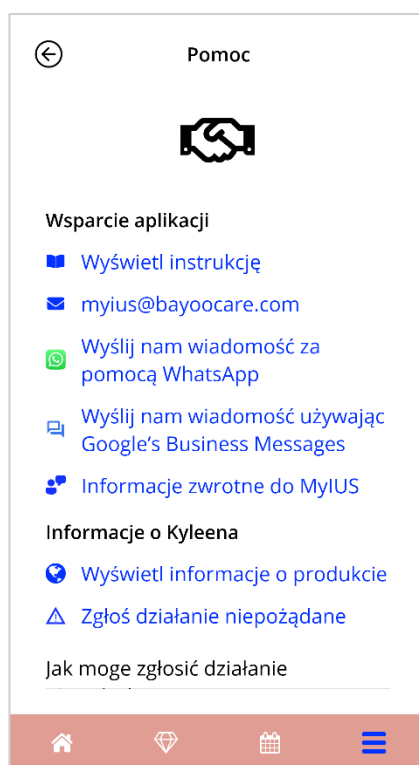 Pomoc
Wsparcie aplikacji
Wyświetl instrukcję
myius@bayoocare.com
Wyślij nam wiadomość za
pomocą WhatsApp
Wyślij nam wiadomość używając
Google's Business Messages
Informacje zwrotne do MyIUS
Informacje o Kyleena
Wyświetl informacje o produkcie
Zgłoś działanie niepożądane
Jak moge zgłosić działanie